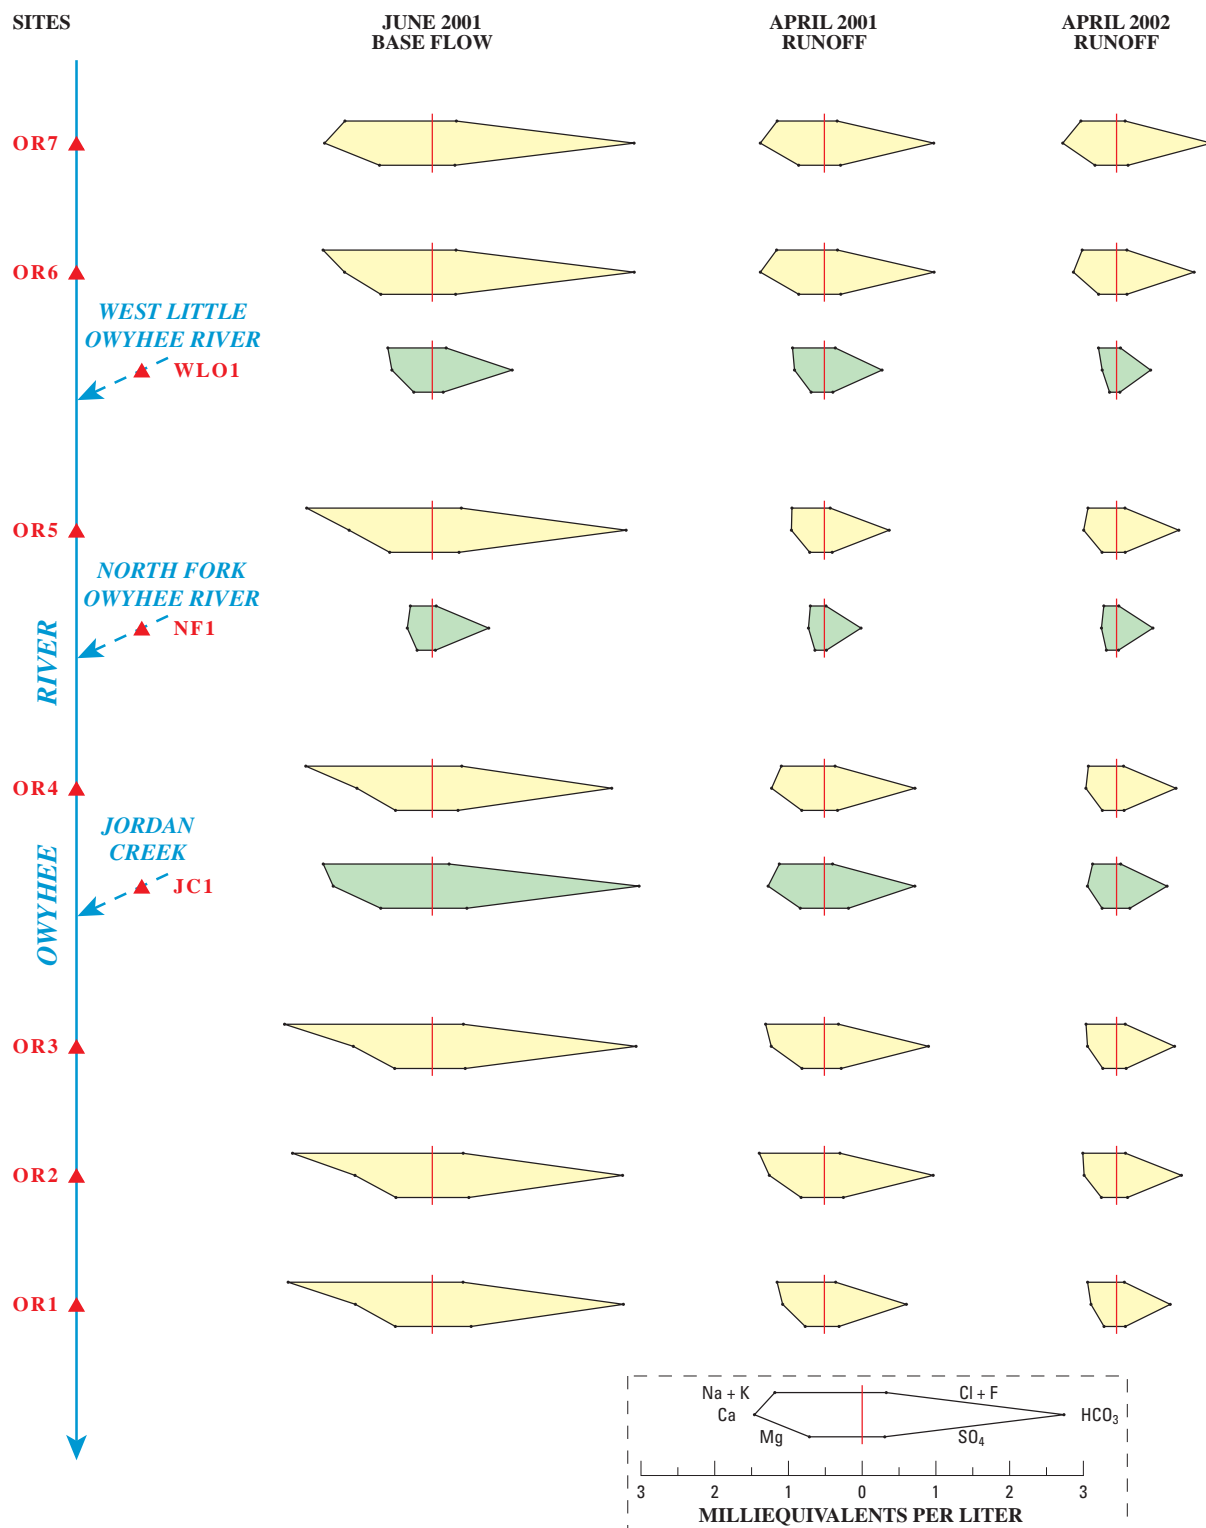 SITES
JUNE 2001
BASE FLOW
APRIL 2001
RUNOFF
APRIL 2002
RUNOFF
OR7
OR6
WEST LITTLE
OWYHEE RIVER
WLO1
OR5
NORTH FORK
OWYHEE RIVER
NF1
RIVER
OR4
JORDAN
CREEK
JC1
OWYHEE
OR3
OR2
OR1
Na + K
Cl + F
Ca
HCO₃
Mg
SO₄
3 2 1 0 1 2 3
MILLIEQUIVALENTS PER LITER